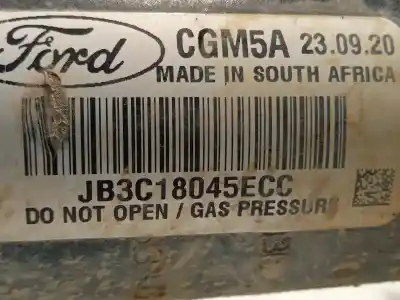 Ford CGM5A 23.09.20
MADE IN SOUTH AFRICA
JB3C18045ECC
DO NOT OPEN / GAS PRESSURE